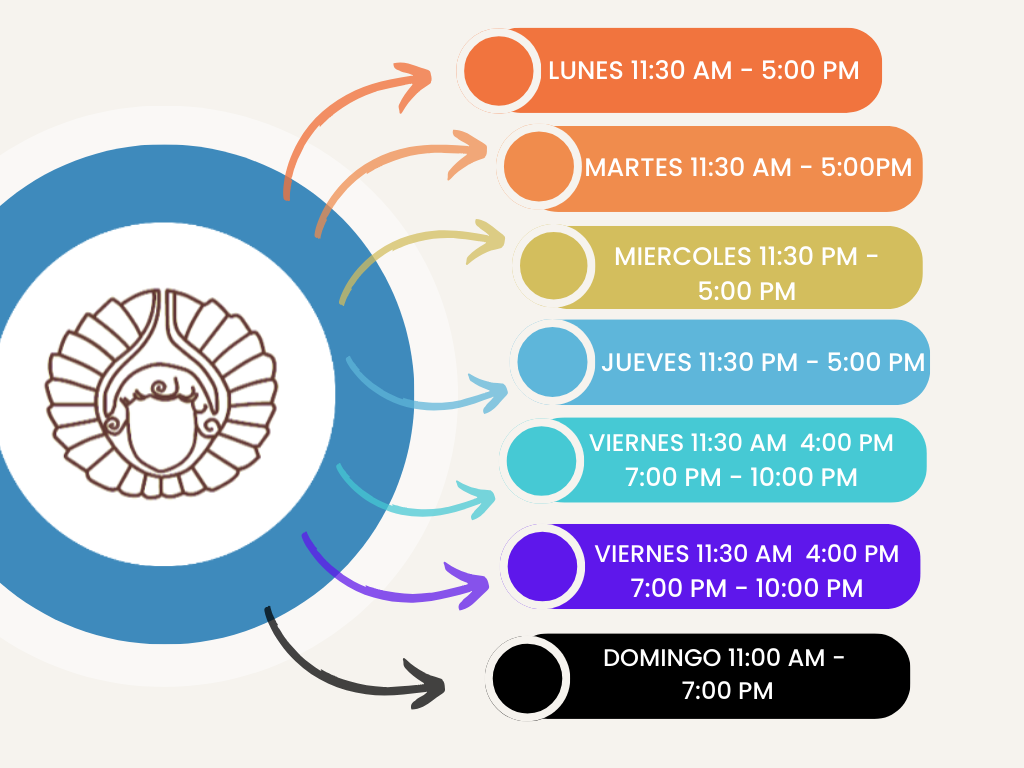 LUNES 11:30 AM - 5:00 PM
MARTES 11:30 AM - 5:00PM
MIERCOLES 11:30 PM -
5:00 PM
JUEVES 11:30 PM - 5:00 PM
VIERNES 11:30 AM  4:00 PM
7:00 PM - 10:00 PM
VIERNES 11:30 AM  4:00 PM
7:00 PM - 10:00 PM
DOMINGO 11:00 AM -
7:00 PM